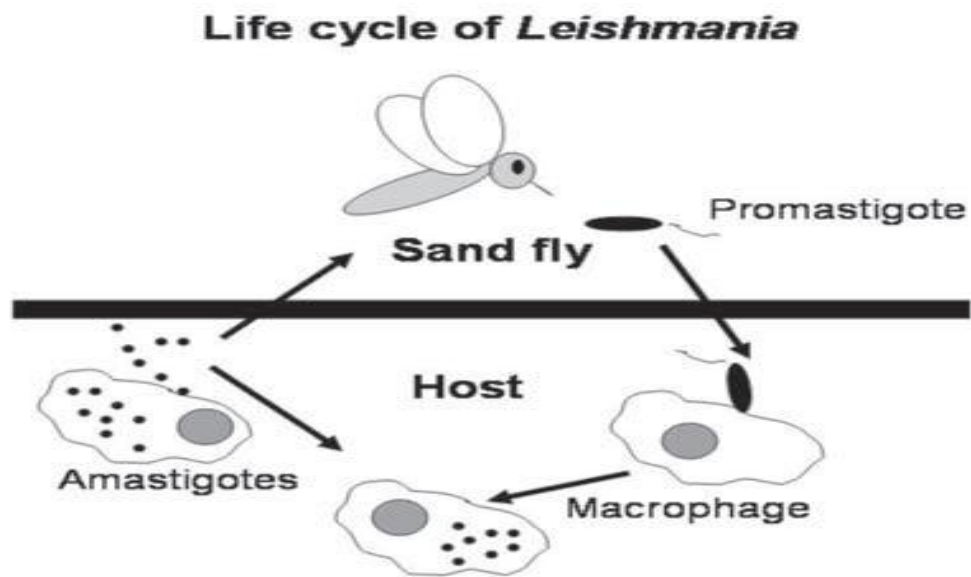 Life cycle of Leishmania
Promastigote
Sand fly
Host
Amastigotes
Macrophage